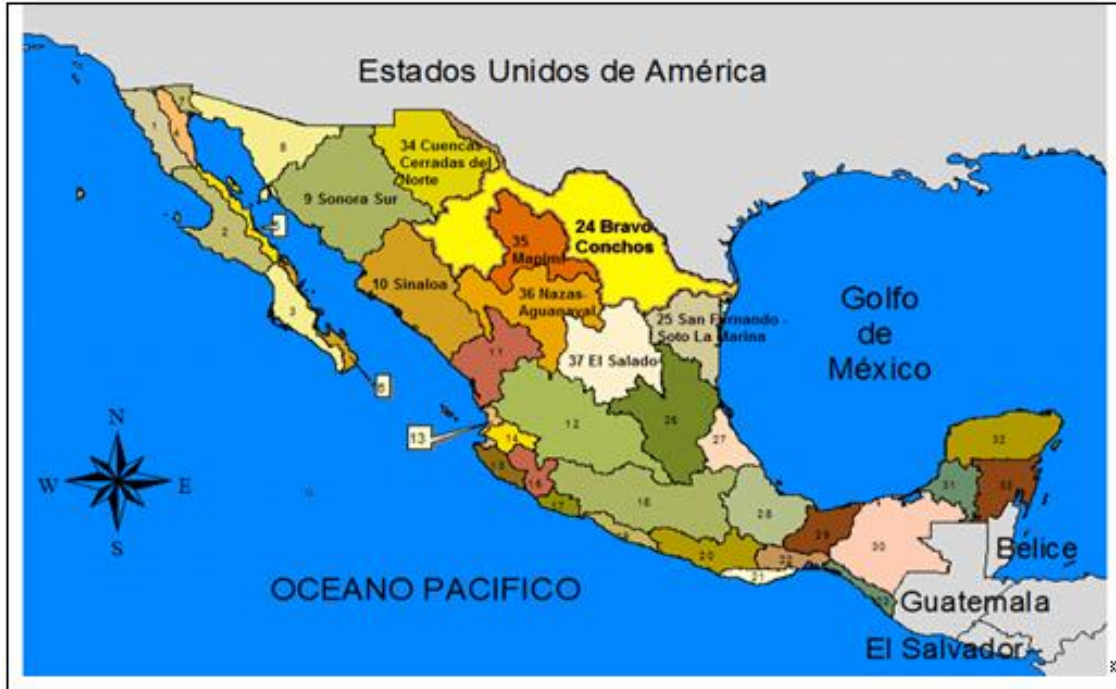 Estados Unidos de América
7
1
4
8
34 Cuencas
Cerradas del
Norte
9 Sonora Sur
24 Bravo
Conchos
5
2
35
Mapimí
10 Sinaloa
36 Nazas-
Aguanaval
3
25 San Fernando -
Soto La Marina
Golfo
de
México
11
37 El Salado
6
13
12
26
14
27
N
W
E
S
15
16
32
31
33
17
18
28
29
20
30
22
21
Belice
OCEANO PACIFICO
Guatemala
El Salvador